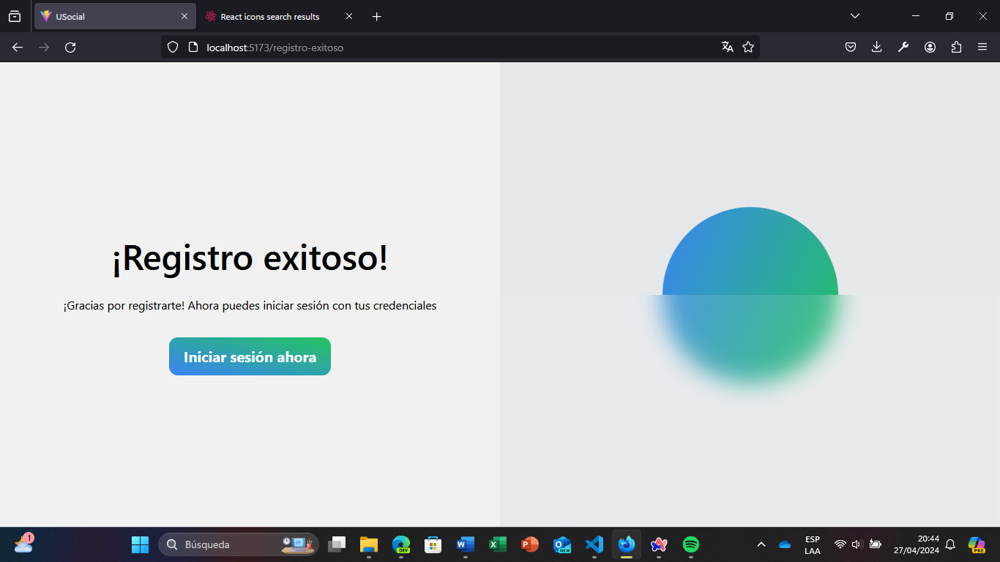 USocial
React icons search results
localhost:5173/registro-exitoso
¡Registro exitoso!
¡Gracias por registrarte! Ahora puedes iniciar sesión con tus credenciales
Iniciar sesión ahora
1
Búsqueda
DEV
NEW
ESP
LAA
20:44
27/04/2024
PRE